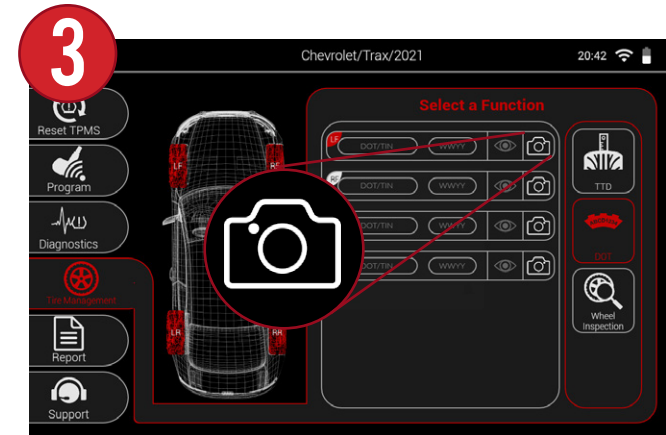 3
Chevrolet/Trax/2021
20:42
Reset TPMS
Program
Diagnostics
Tire Management
Report
Support
LF
RF
LR
RR
Select a Function
LF
DOT/TIN
WWYY
RF
DOT/TIN
WWYY
DOT/TIN
WWYY
DOT/TIN
WWYY
TTD
DOT
Wheel
Inspection